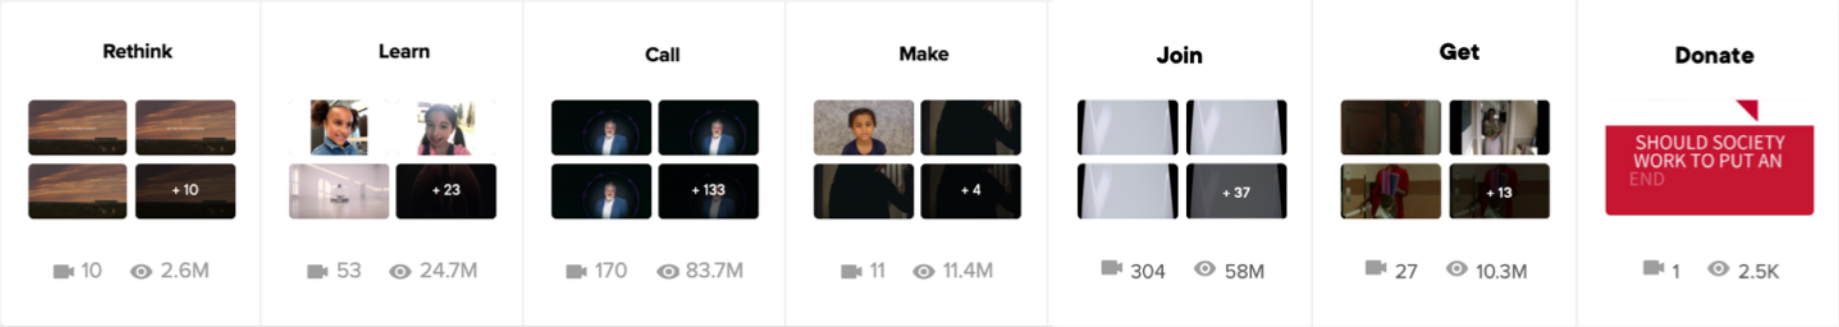 Rethink
+ 10
10
2.6M
Learn
+ 23
53
24.7M
Call
+ 133
170
83.7M
Make
+ 4
11
11.4M
Join
+ 37
304
58M
Get
+13
27
10.3M
Donate
SHOULD SOCIETY
WORK TO PUT AN
END
1
2.5K